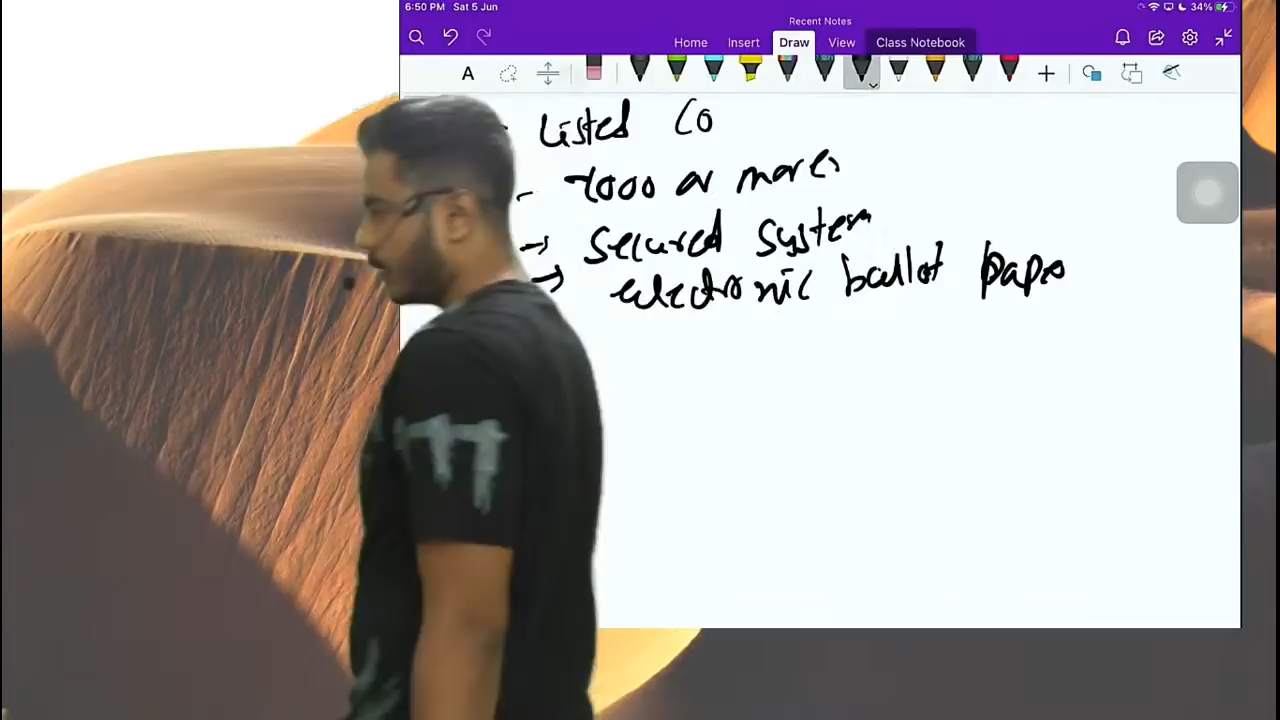 6:50 PM Sat 5 Jun
34%
Recent Notes
Home Insert Draw View Class Notebook
A
Listed Co
1000 or more
secured system
electronic ballot pape